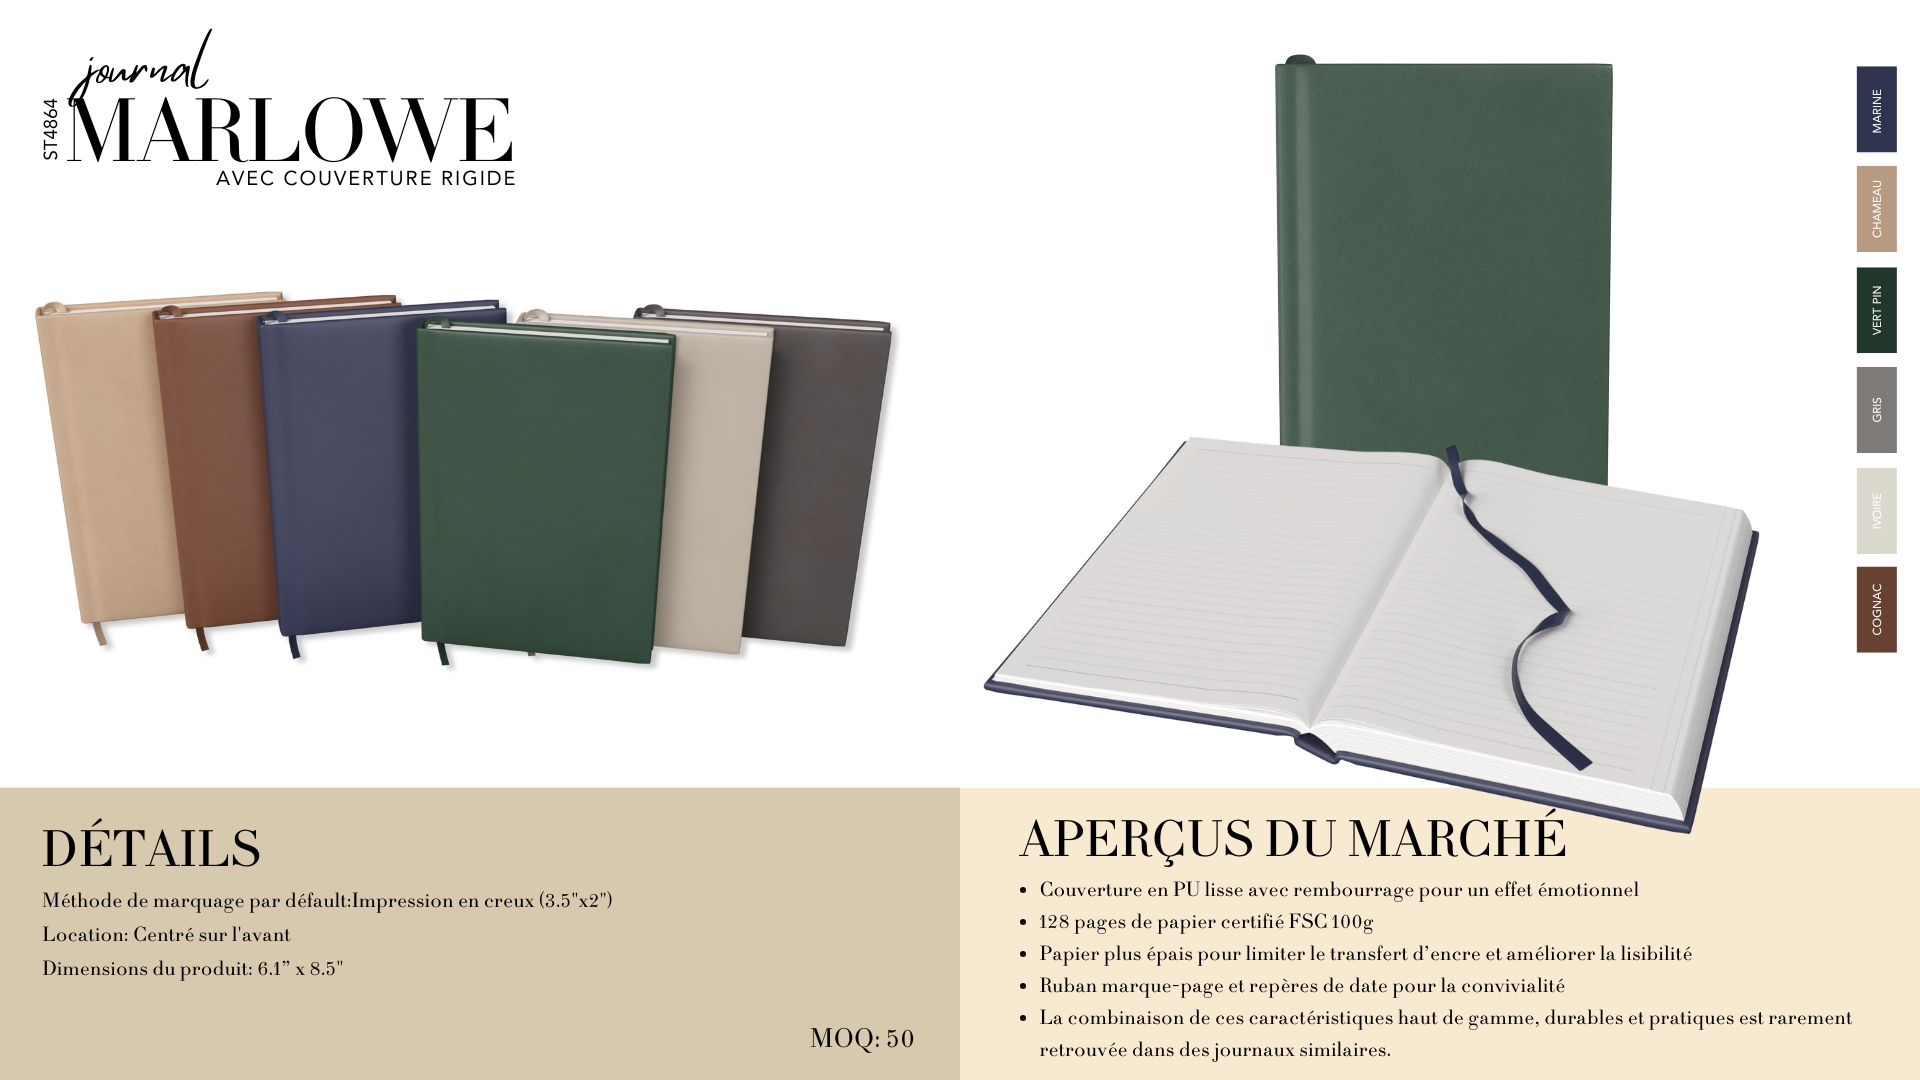 journal
ST4864
MARLOWE
AVEC COUVERTURE RIGIDE
MARINE
CHAMEAU
VERT PIN
GRIS
IVOIRE
COGNAC
DÉTAILS
Méthode de marquage par défault:Impression en creux (3.5"x2")
Location: Centré sur l'avant
Dimensions du produit: 6.1” x 8.5"
MOQ: 50
APERÇUS DU MARCHÉ
• Couverture en PU lisse avec rembourrage pour un effet émotionnel
• 128 pages de papier certifié FSC 100g
• Papier plus épais pour limiter le transfert d’encre et améliorer la lisibilité
• Ruban marque-page et repères de date pour la convivialité
• La combinaison de ces caractéristiques haut de gamme, durables et pratiques est rarement
retrouvée dans des journaux similaires.